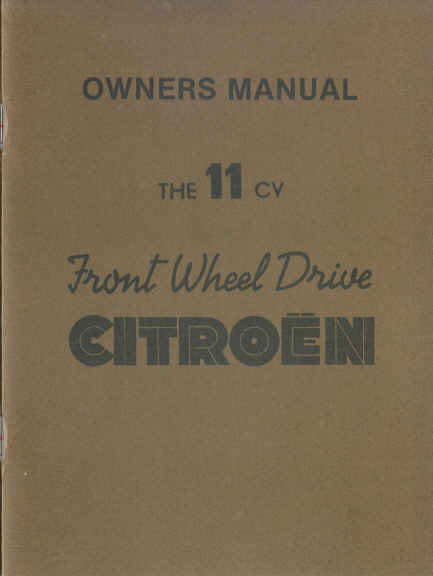 OWNERS MANUAL
THE 11 CV
Front Wheel Drive
CITROËN